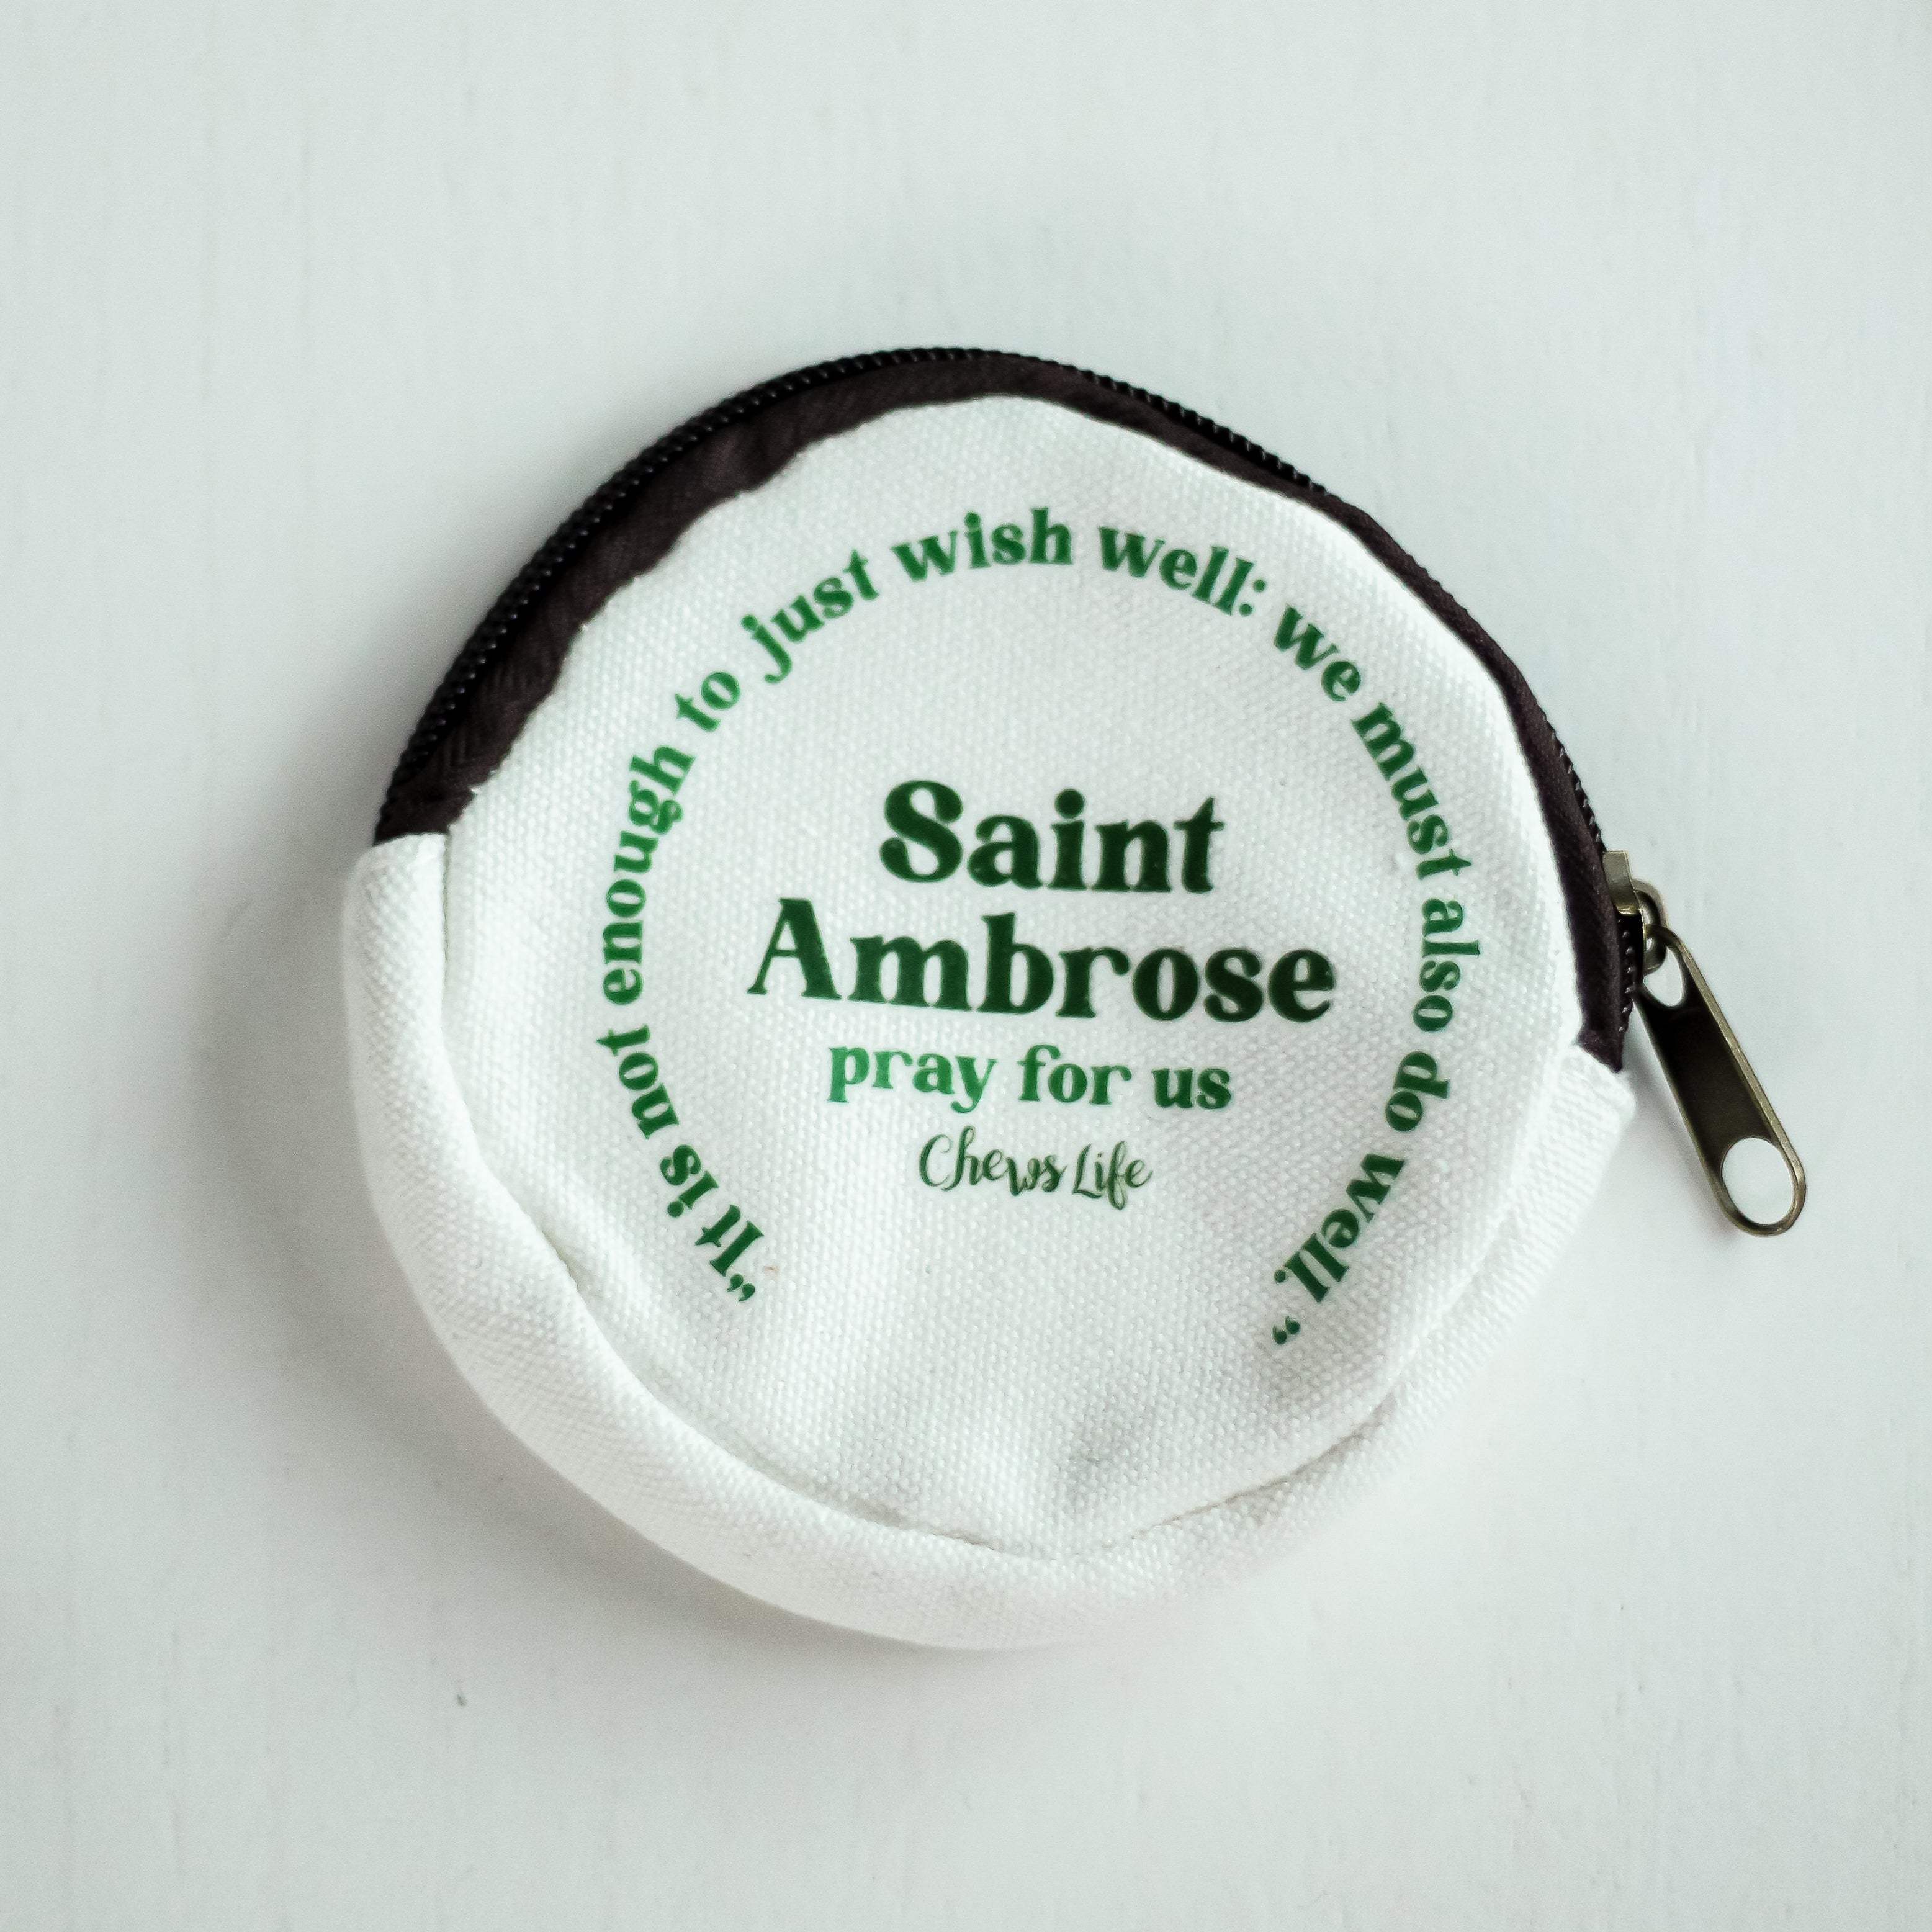 "It is not enough to just wish well: we must also do well."
Saint
Ambrose
pray for us
Chews Life